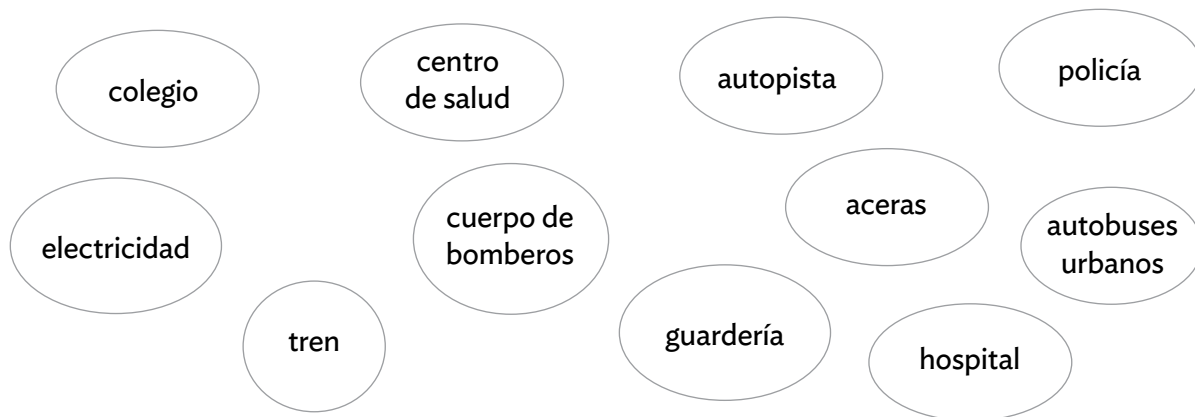 colegio
centro
de salud
autopista
policía
electricidad
cuerpo de
bomberos
aceras
autobuses
urbanos
tren
guardería
hospital